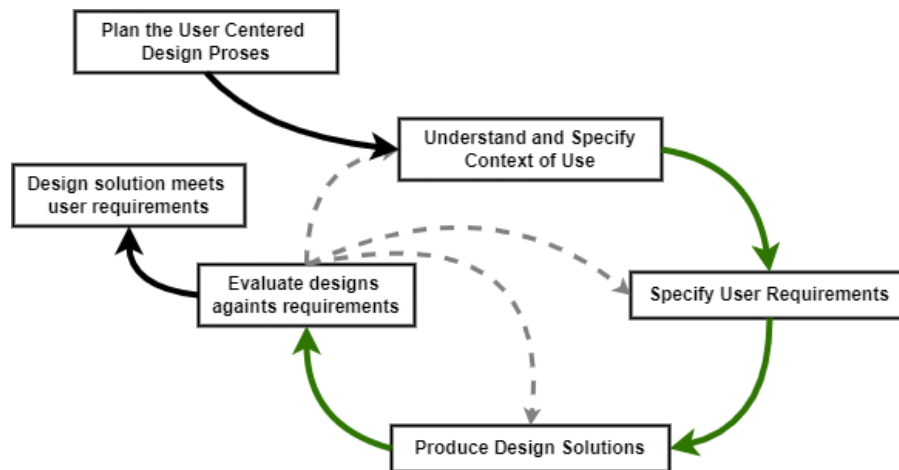 Plan the User Centered
Design Proses
Understand and Specify
Context of Use
Design solution meets
user requirements
Evaluate designs
againts requirements
Specify User Requirements
Produce Design Solutions